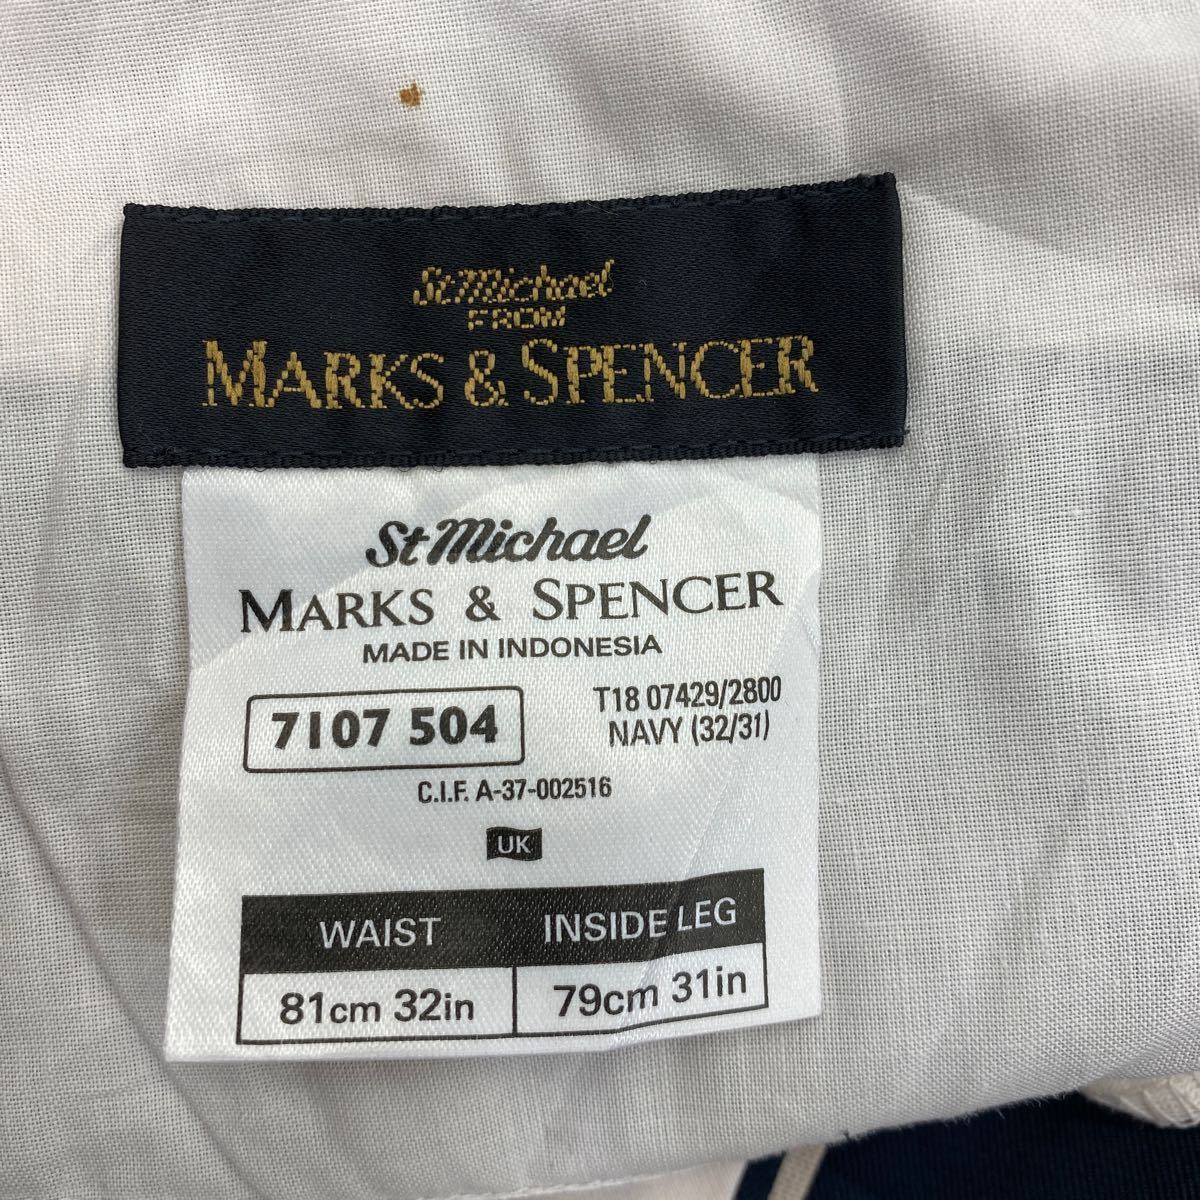 St Michael
FROM
MARKS & SPENCER
St Michael
MARKS & SPENCER
MADE IN INDONESIA
7107 504
T18 07429/2800
NAVY (32/31)
C.I.F. A-37-002516
UK
WAIST INSIDE LEG
81cm 32in 79cm 31in